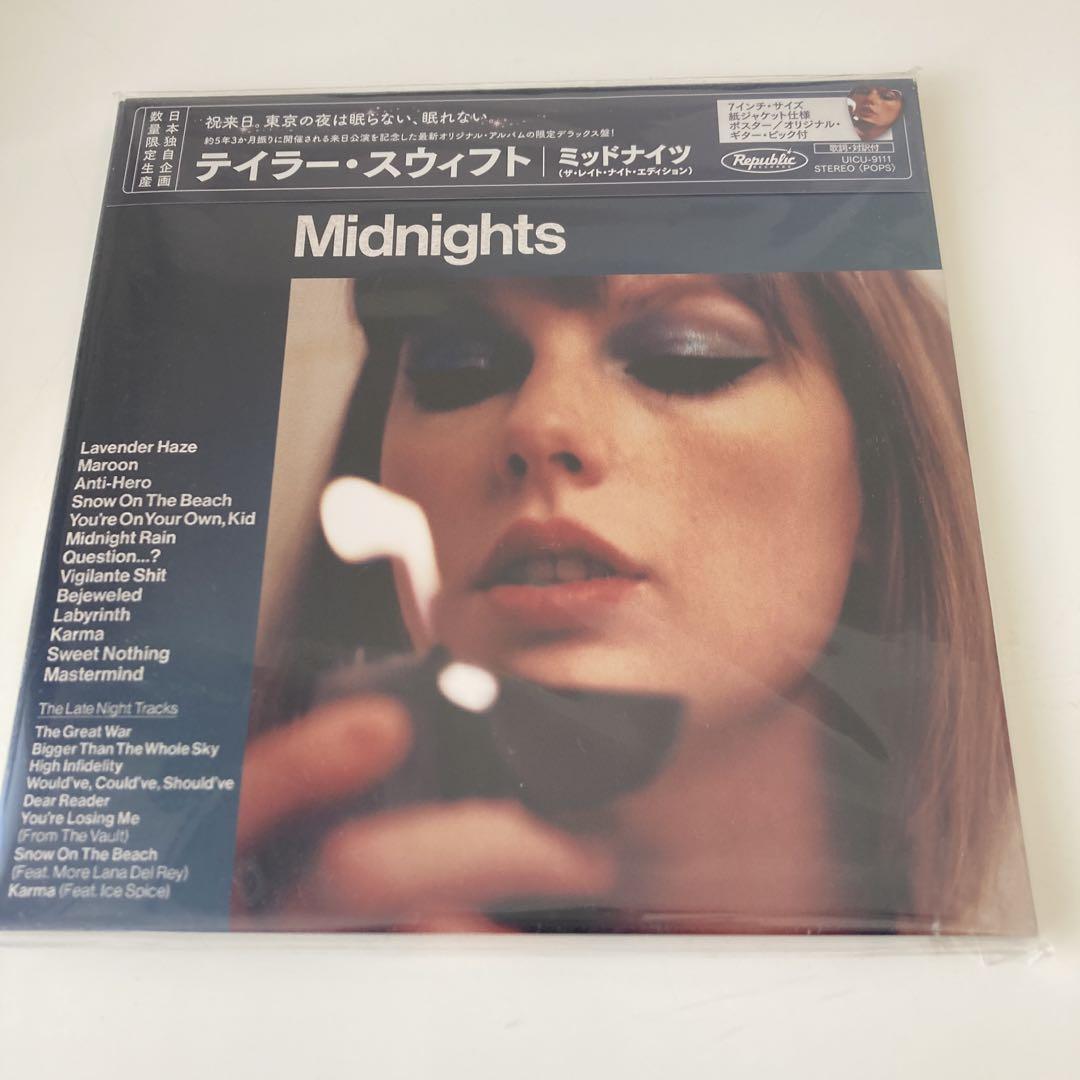 日本独自企画
数量限定生産
祝来日。東京の夜は眠らない、眠れない
約5年3か月振りに開催される来日公演を記念した最新オリジナル・アルバムの限定デラックス盤!
テイラー・スウィフト
ミッドナイツ
(ザ・レイト・ナイト・エディション)
7インチ・サイズ
紙ジャケット仕様
ポスター/オリジナル・
ギター・ピック付
Republic
RECORDS
歌詞・対訳付
UICU-9111
STEREO (POPS)
Midnights
Lavender Haze
Maroon
Anti-Hero
Snow On The Beach
You're On Your Own, Kid
Midnight Rain
Question...?
Vigilante Shit
Bejeweled
Labyrinth
Karma
Sweet Nothing
Mastermind
The Late Night Tracks
The Great War
Bigger Than The Whole Sky
High Infidelity
Would've, Could've, Should've
Dear Reader
You're Losing Me
(From The Vault)
Snow On The Beach
(Feat. More Lana Del Rey)
Karma (Feat. Ice Spice)